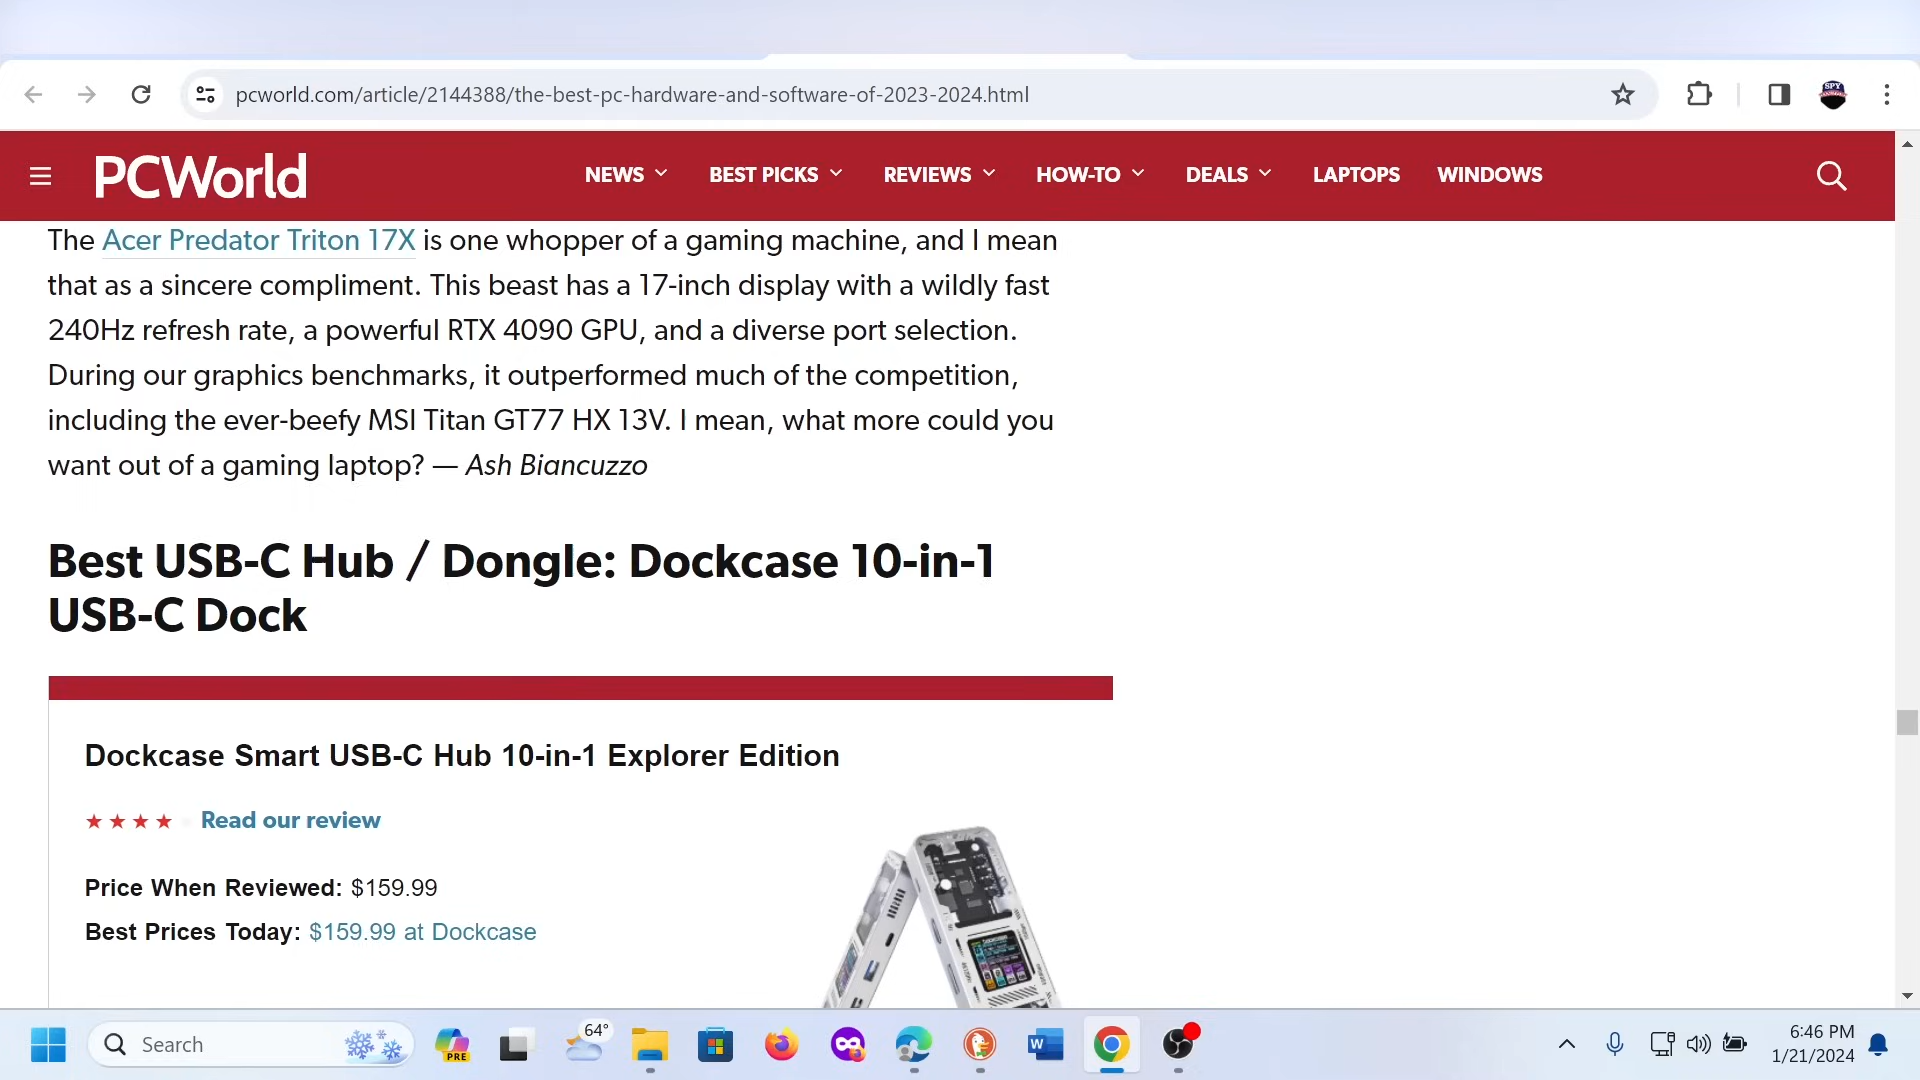 pcworld.com/article/2144388/the-best-pc-hardware-and-software-of-2023-2024.html
PCWorld
NEWS BEST PICKS REVIEWS HOW-TO DEALS LAPTOPS WINDOWS
The Acer Predator Triton 17X is one whopper of a gaming machine, and I mean
that as a sincere compliment. This beast has a 17-inch display with a wildly fast
240Hz refresh rate, a powerful RTX 4090 GPU, and a diverse port selection.
During our graphics benchmarks, it outperformed much of the competition,
including the ever-beefy MSI Titan GT77 HX 13V. I mean, what more could you
want out of a gaming laptop? — Ash Biancuzzo
Best USB-C Hub / Dongle: Dockcase 10-in-1
USB-C Dock
Dockcase Smart USB-C Hub 10-in-1 Explorer Edition
Read our review
Price When Reviewed: $159.99
Best Prices Today: $159.99 at Dockcase
Search
PRE
64°
W
6:46 PM
1/21/2024